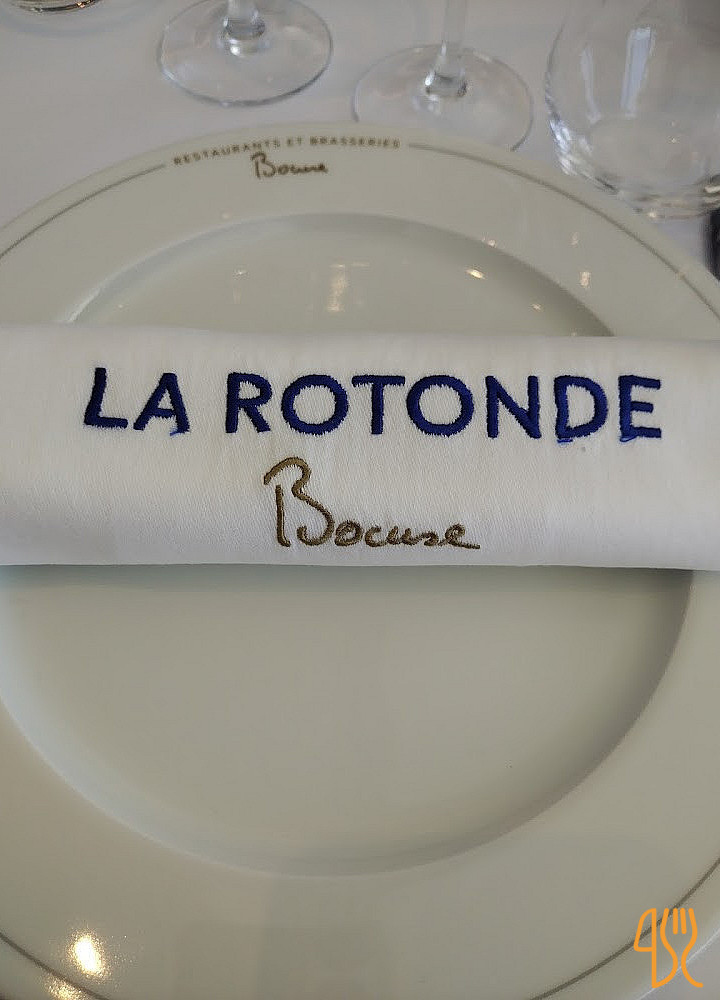 RESTAURANTS ET BRASSERIES
Bocuse
LA ROTONDE
Bocuse